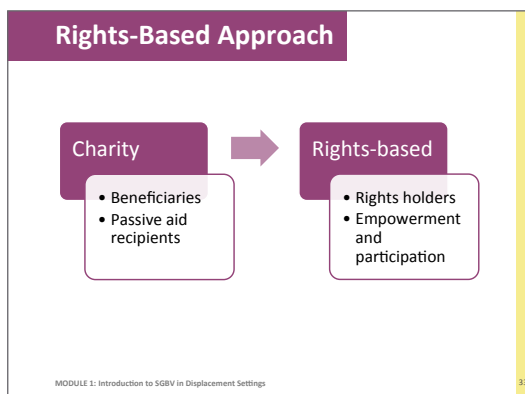 Rights-Based Approach
Charity
• Beneficiaries
• Passive aid
recipients
Rights-based
• Rights holders
• Empowerment
and
participation
MODULE 1: Introduction to SGBV in Displacement Settings
33